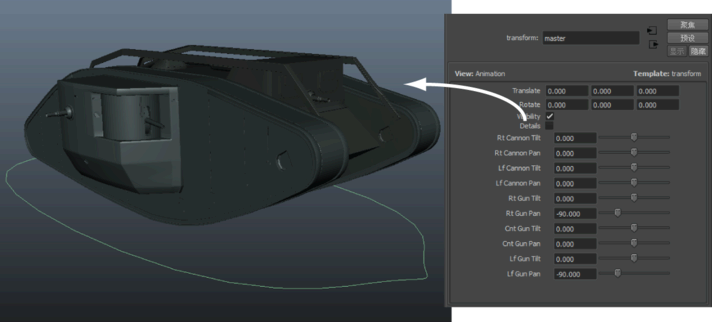 transform: master
聚焦
预设
显示 隐藏
View: Animation Template: transform
Translate 0.000 0.000 0.000
Rotate 0.000 0.000 0.000
Visibility
Details
Rt Cannon Tilt 0.000
Rt Cannon Pan 0.000
Lf Cannon Tilt 0.000
Lf Cannon Pan 0.000
Rt Gun Tilt 0.000
Rt Gun Pan -90.000
Cnt Gun Tilt 0.000
Cnt Gun Pan 0.000
Lf Gun Tilt 0.000
Lf Gun Pan -90.000